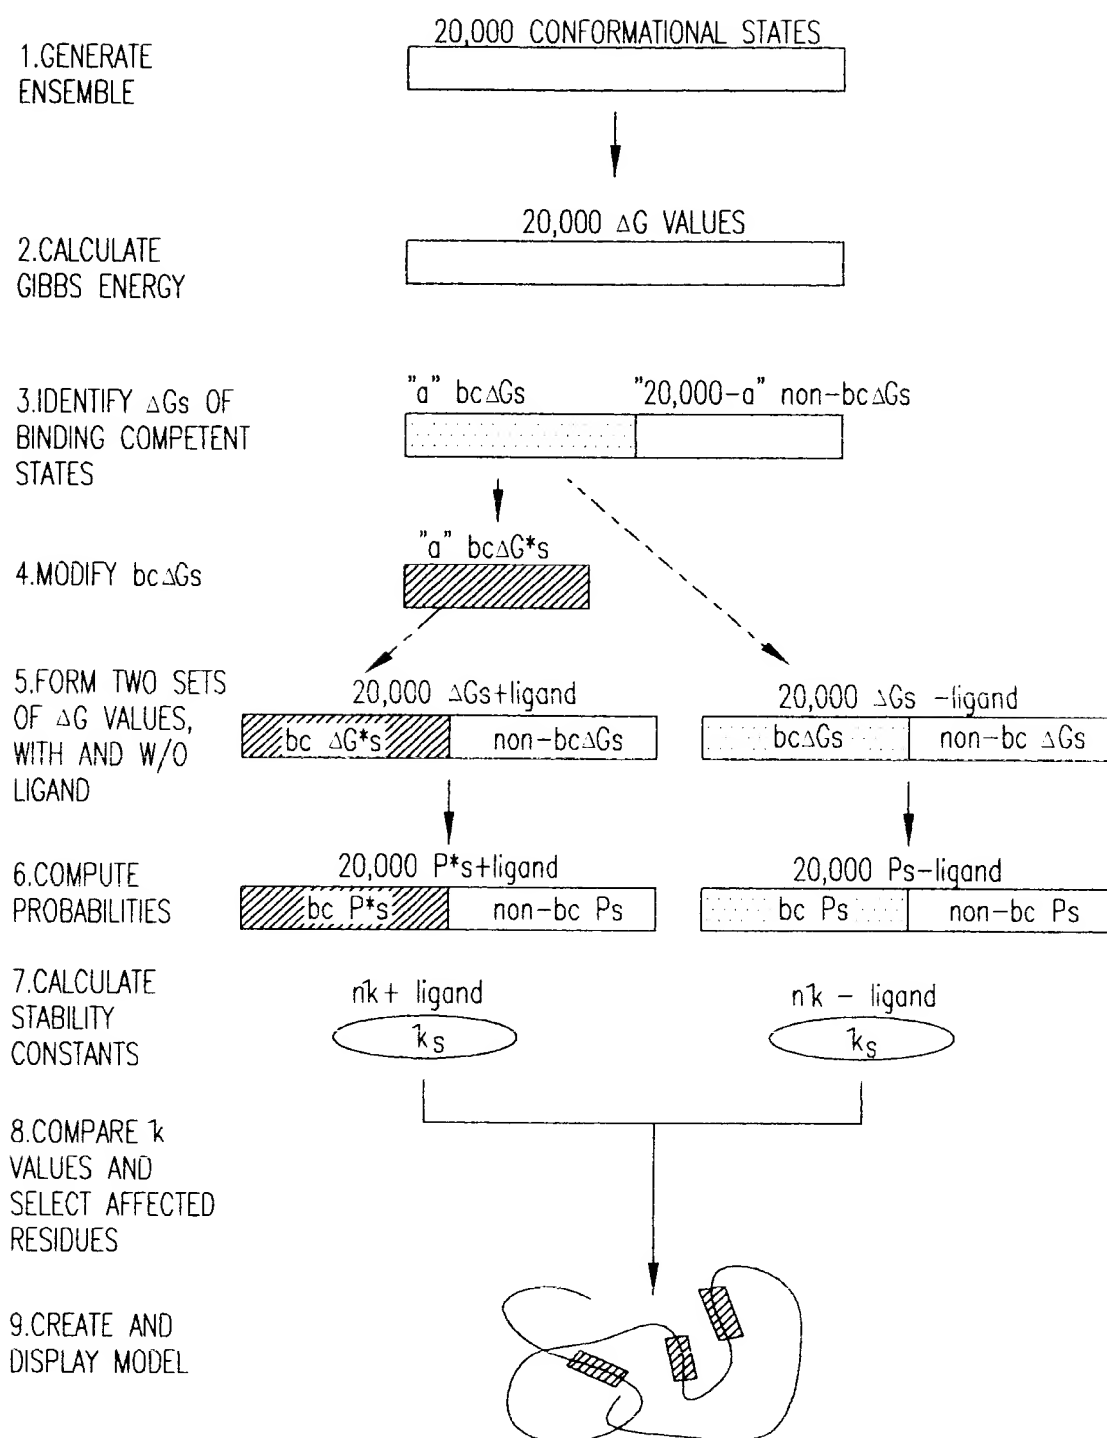 20,000 CONFORMATIONAL STATES
1.GENERATE
ENSEMBLE
20,000 ΔG VALUES
2.CALCULATE
GIBBS ENERGY
3.IDENTIFY ΔGs OF
BINDING COMPETENT
STATES
"a" bcΔGs
"20,000-a" non-bcΔGs
4.MODIFY bcΔGs
"a" bcΔG*s
5.FORM TWO SETS
OF ΔG VALUES,
WITH AND W/O
LIGAND
20,000 ΔGs+ligand
bc ΔG*s
non-bcΔGs
20,000 ΔGs -ligand
bcΔGs
non-bc ΔGs
6.COMPUTE
PROBABILITIES
20,000 P*s+ligand
bc P*s
non-bc Ps
20,000 Ps-ligand
bc Ps
non-bc Ps
7.CALCULATE
STABILITY
CONSTANTS
nk+ ligand
ks
nk - ligand
ks
8.COMPARE k
VALUES AND
SELECT AFFECTED
RESIDUES
9.CREATE AND
DISPLAY MODEL